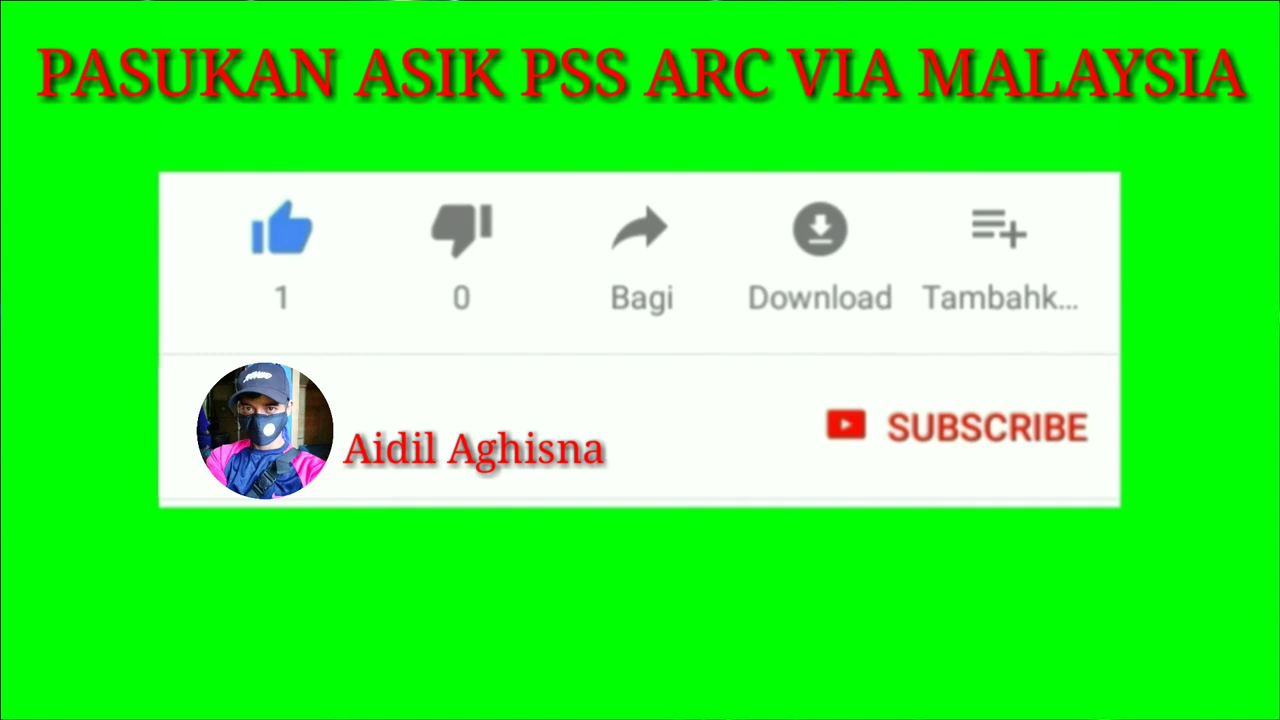 PASUKAN ASIK PSS ARC VIA MALAYSIA
1 0 Bagi Download Tambahk...
Aidil Aghisna SUBSCRIBE